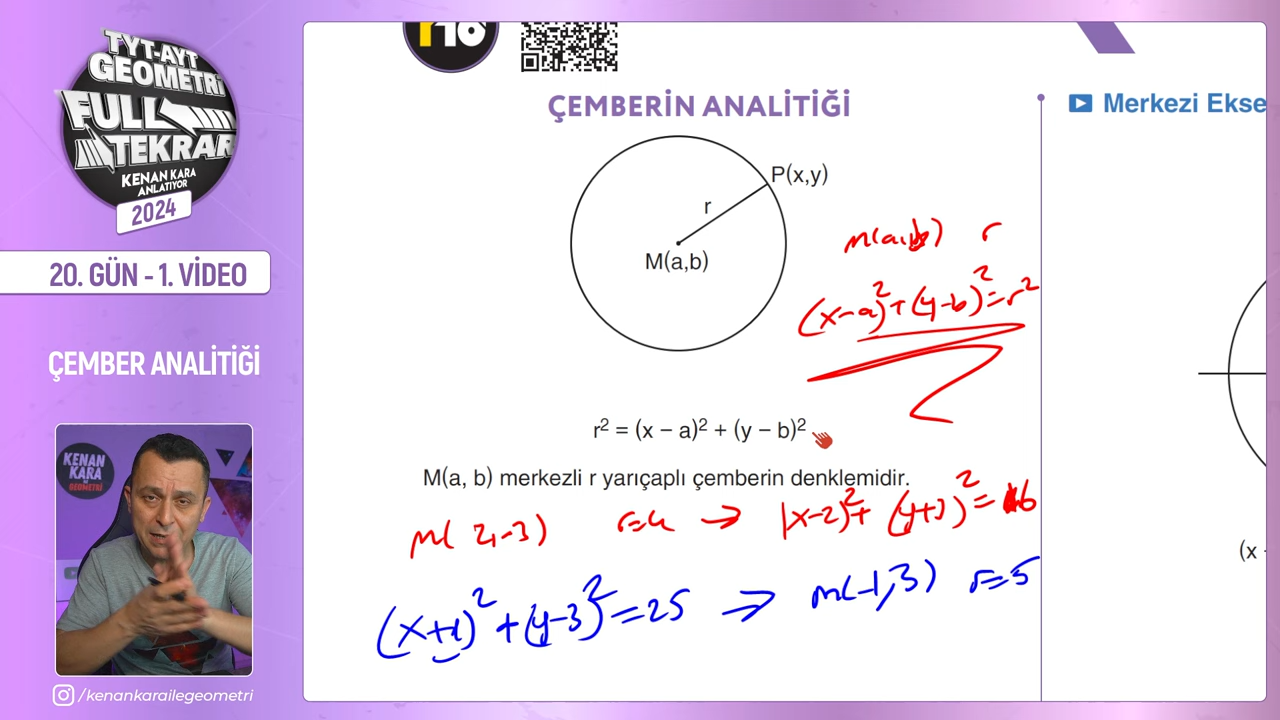 TYT-AYT
GEOMETRİ
FULL
TEKRAR
KENAN KARA
ANLATIYOR
2024
20. GÜN - 1. VİDEO
ÇEMBER ANALİTİĞİ
KENAN
KARA
GEOMETRİ
/kenankarailegeometri
ÇEMBERİN ANALİTİĞİ
P(x,y)
r
M(a,b)
M(a,b) r
(x-a)²+(y-b)²=r²
r² = (x − a)² + (y − b)²
M(a, b) merkezli r yarıçaplı çemberin denklemidir.
M(2,-3) r=4 → (x-2)²+(y+3)²=16
(x+1)²+(y-3)²=25 ⇒ M(-1,3) r=5
Merkezi Ekse
(x